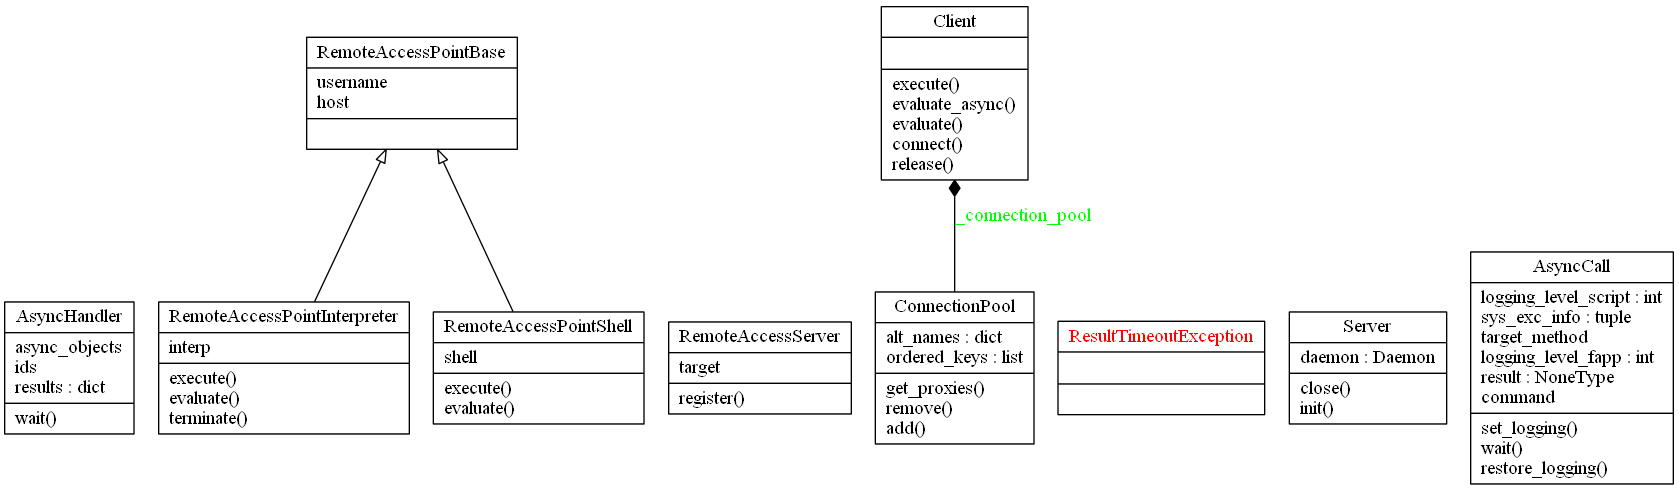 Client
execute()
evaluate_async()
evaluate()
connect()
release()
RemoteAccessPointBase
username
host
_connection_pool
AsyncHandler
async_objects
ids
results : dict
wait()
RemoteAccessPointInterpreter
interp
execute()
evaluate()
terminate()
RemoteAccessPointShell
shell
execute()
evaluate()
RemoteAccessServer
target
register()
ConnectionPool
alt_names : dict
ordered_keys : list
get_proxies()
remove()
add()
ResultTimeoutException
Server
daemon : Daemon
close()
init()
AsyncCall
logging_level_script : int
sys_exc_info : tuple
target_method
logging_level_fapp : int
result : NoneType
command
set_logging()
wait()
restore_logging()